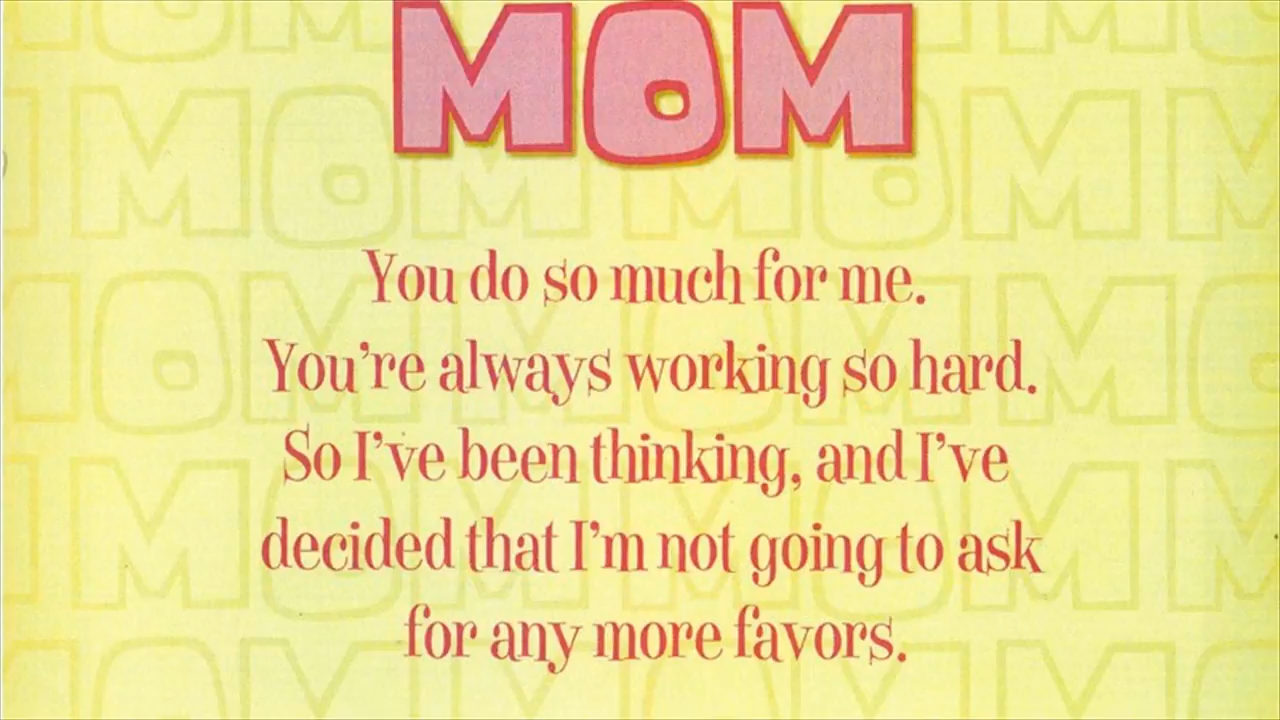 MOM
You do so much for me.
You're always working so hard.
So I've been thinking, and I've
decided that I'm not going to ask
for any more favors.